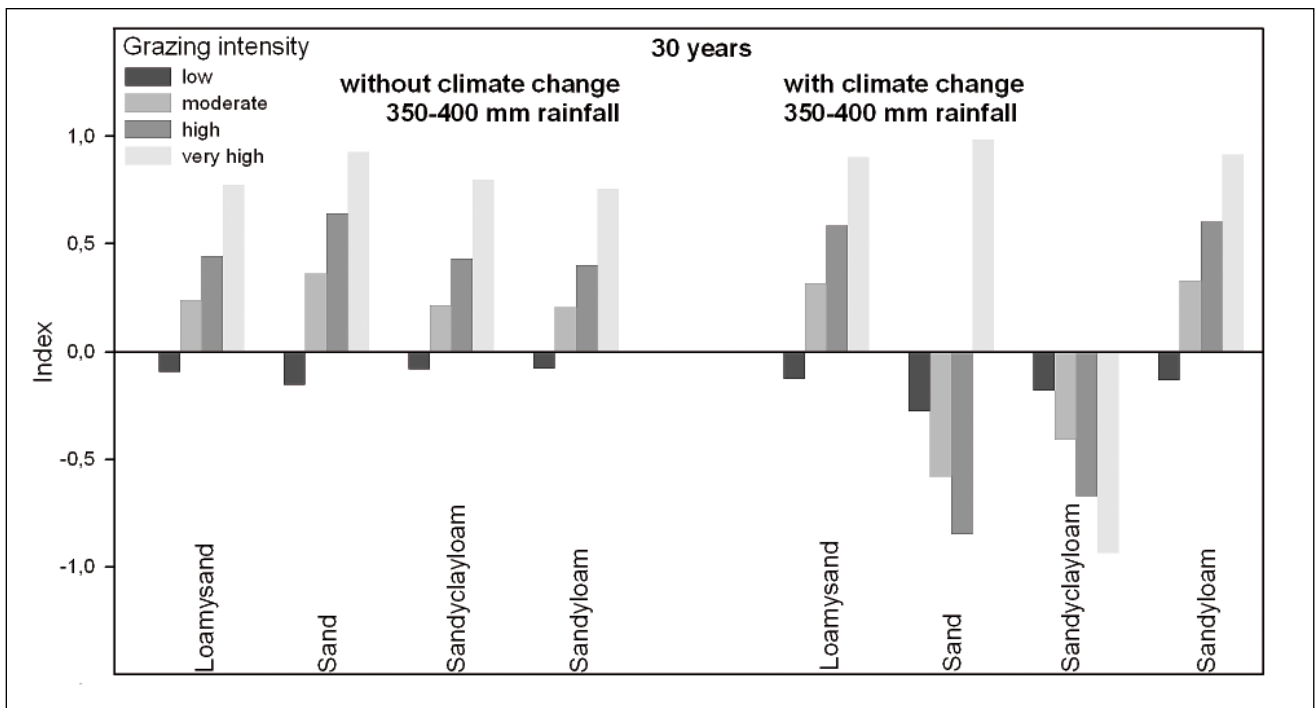 Grazing intensity
low
moderate
high
very high
30 years
without climate change
350-400 mm rainfall
with climate change
350-400 mm rainfall
Index
1,0
0,5
0,0
-0,5
-1,0
Loamysand
Sand
Sandyclayloam
Sandyloam
Loamysand
Sand
Sandyclayloam
Sandyloam